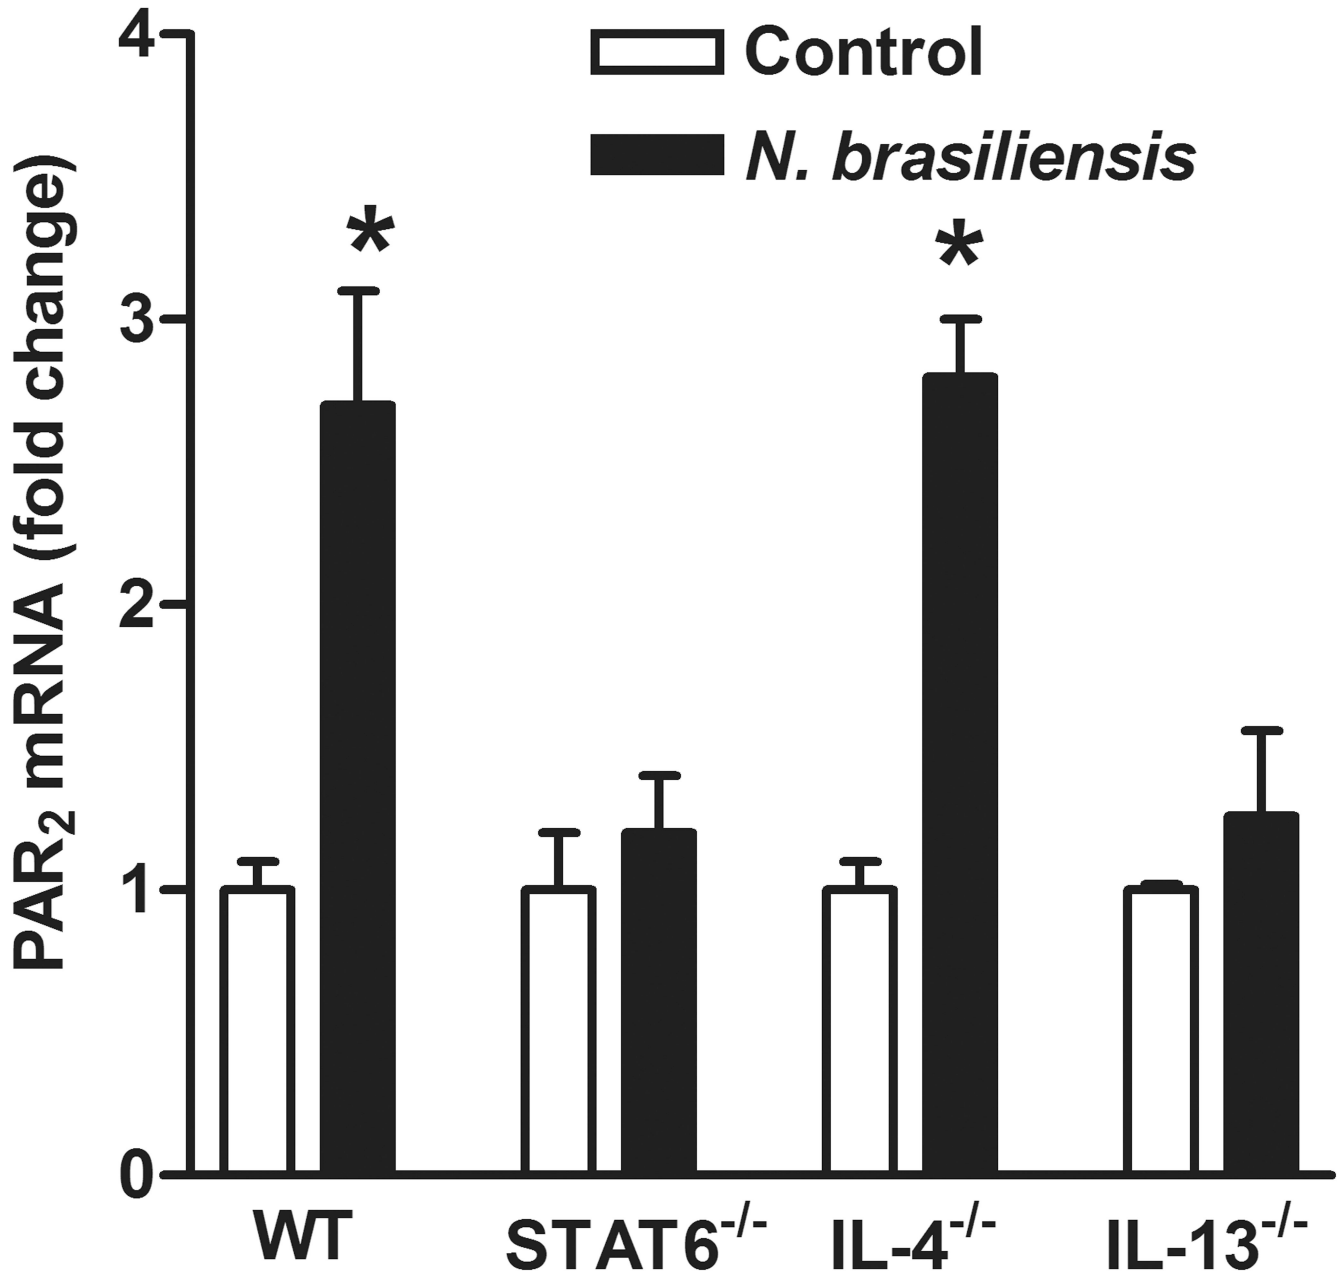 PAR₂ mRNA (fold change)
4
3
2
1
0
Control
N. brasiliensis
*
*
WT
STAT6⁻/⁻
IL-4⁻/⁻
IL-13⁻/⁻